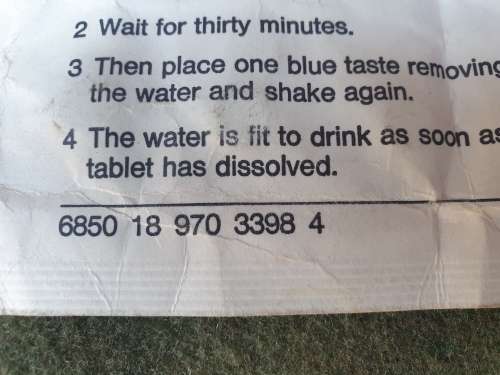 2 Wait for thirty minutes.
3 Then place one blue taste removing
the water and shake again.
4 The water is fit to drink as soon as
tablet has dissolved.
6850 18 970 3398 4